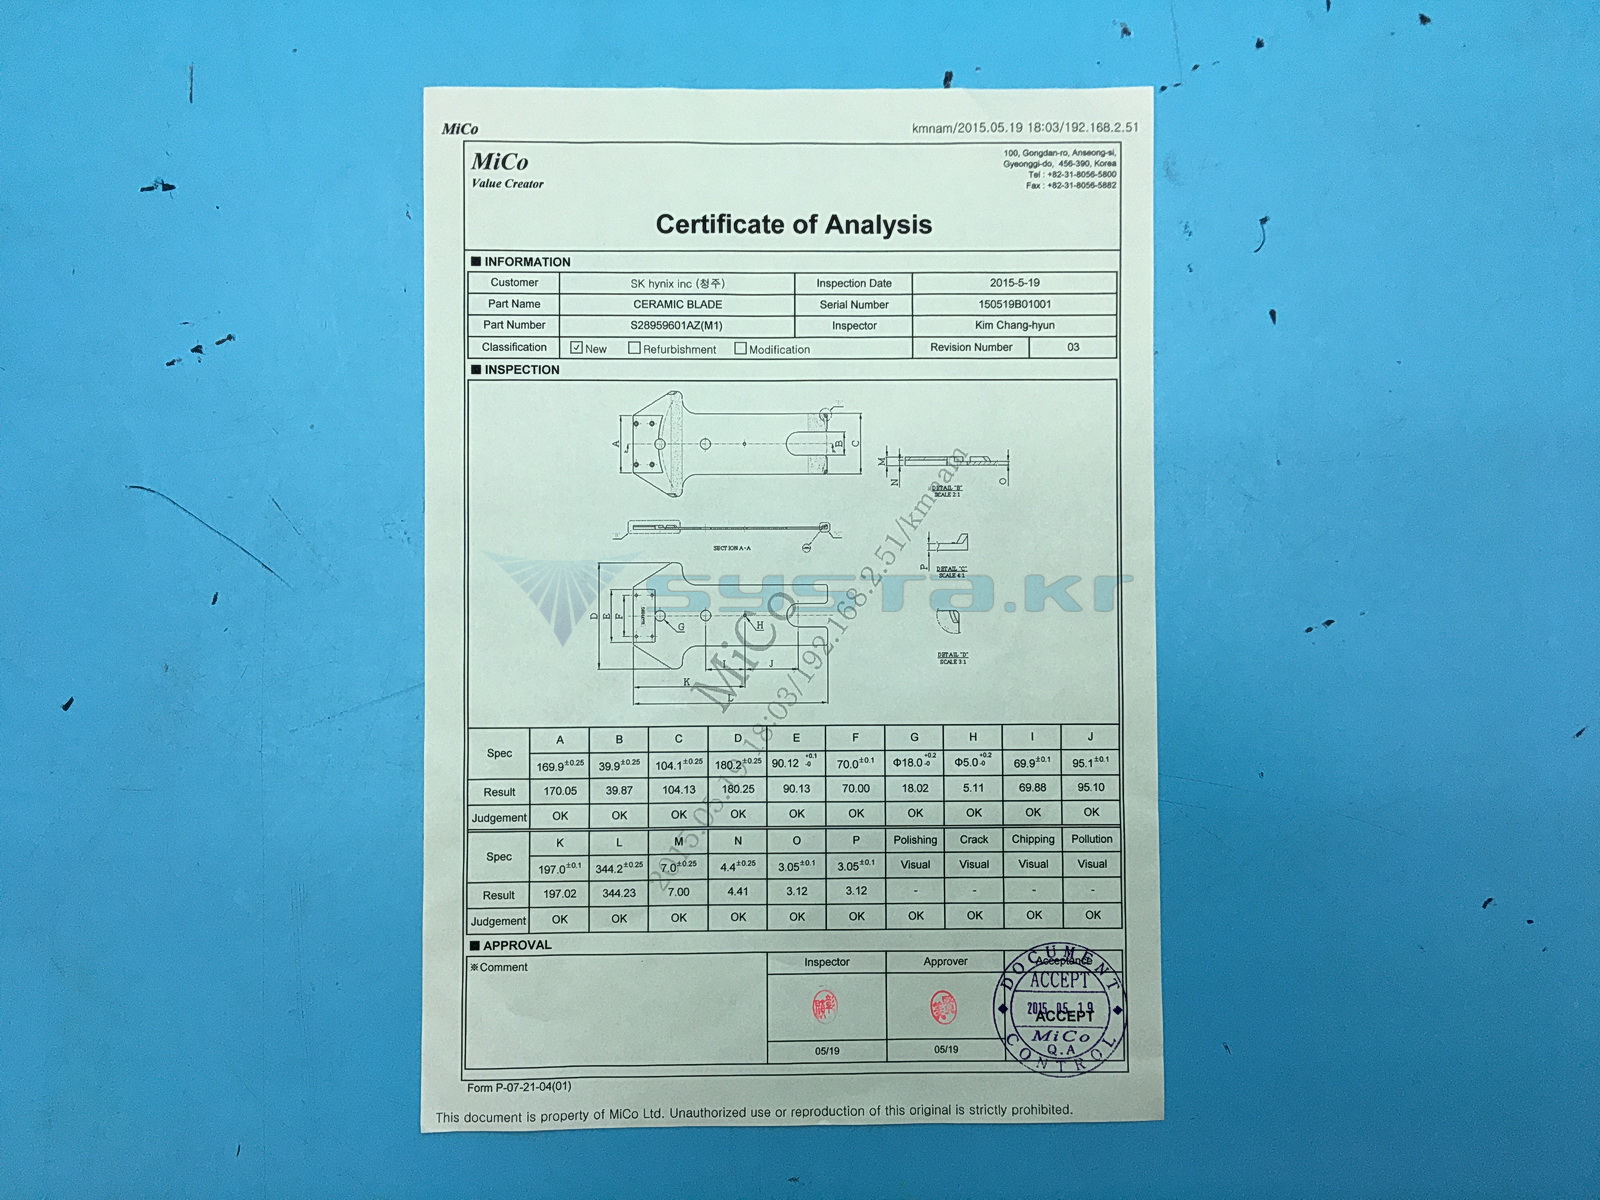 MiCo
kmnam/2015.05.19 18:03/192.168.2.51
MiCo
Value Creator
100, Gongdan-ro, Anseong-si,
Gyeonggi-do, 456-390, Korea
Tel : +82-31-8056-5800
Fax : +82-31-8056-5882
Certificate of Analysis
■ INFORMATION
Customer SK hynix inc (청주) Inspection Date 2015-5-19
Part Name CERAMIC BLADE Serial Number 150519B01001
Part Number S28959601AZ(M1) Inspector Kim Chang-hyun
Classification ☑ New ☐ Refurbishment ☐ Modification Revision Number 03
■ INSPECTION
A B C
M N O
DETAIL "B"
SCALE 2:1
SECTION A-A
P
DETAIL "C"
SCALE 4:1
D E F G H
I J
K
L
DETAIL "D"
SCALE 3:1
systa.kr
MiCo
2015.05.19 18:03/192.168.2.51/kmnam
Spec A B C D E F G H I J
169.9±0.25 39.9±0.25 104.1±0.25 180.2±0.25 90.12 +0.1 -0 70.0±0.1 Φ18.0 +0.2 -0 Φ5.0 +0.2 -0 69.9±0.1 95.1±0.1
Result 170.05 39.87 104.13 180.25 90.13 70.00 18.02 5.11 69.88 95.10
Judgement OK OK OK OK OK OK OK OK OK OK
Spec K L M N O P Polishing Crack Chipping Pollution
197.0±0.1 344.2±0.25 7.0±0.25 4.4±0.25 3.05±0.1 3.05±0.1 Visual Visual Visual Visual
Result 197.02 344.23 7.00 4.41 3.12 3.12 - - - -
Judgement OK OK OK OK OK OK OK OK OK OK
■ APPROVAL
※Comment
Inspector Approver Acceptance
ACCEPT
05/19 05/19
DOCUMENT
ACCEPT
2015. 05. 19
MiCo
Q.A
CONTROL
Form P-07-21-04(01)
This document is property of MiCo Ltd. Unauthorized use or reproduction of this original is strictly prohibited.